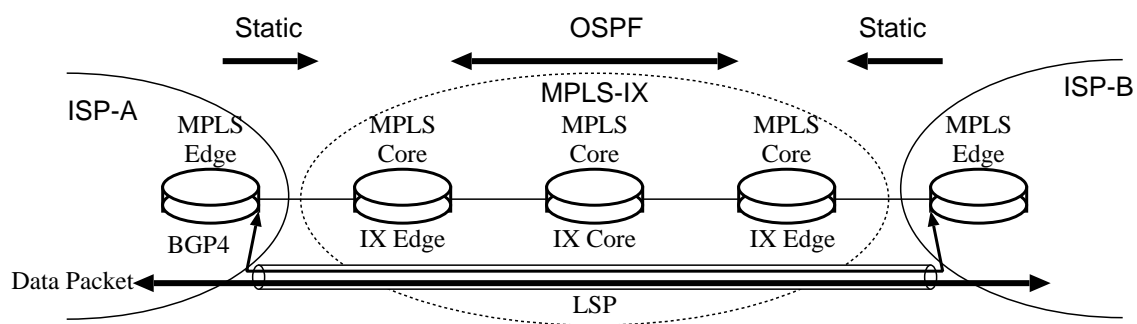 Static
OSPF
Static
ISP-A
MPLS-IX
ISP-B
MPLS
Edge
MPLS
Core
MPLS
Core
MPLS
Core
MPLS
Edge
BGP4
IX Edge
IX Core
IX Edge
Data Packet
LSP